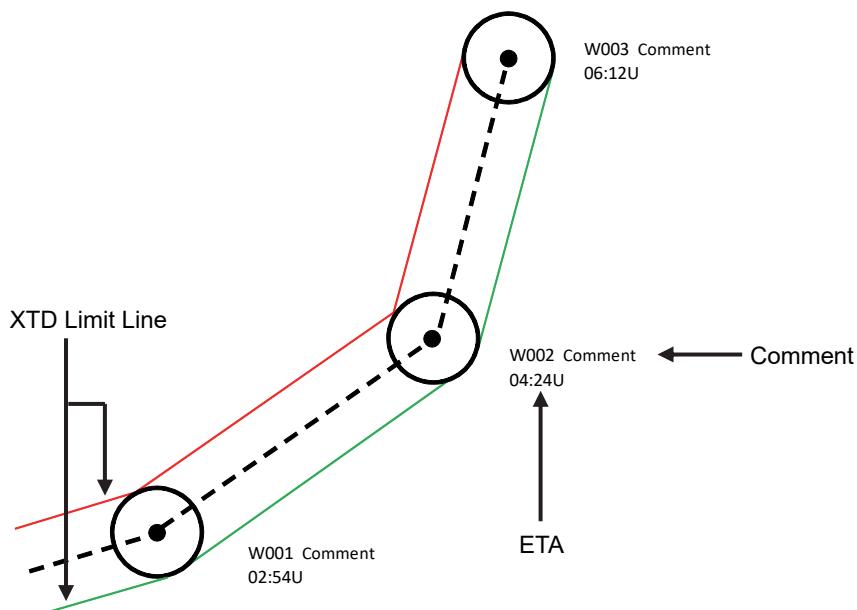 W003 Comment
06:12U
XTD Limit Line
W002 Comment
04:24U
Comment
ETA
W001 Comment
02:54U